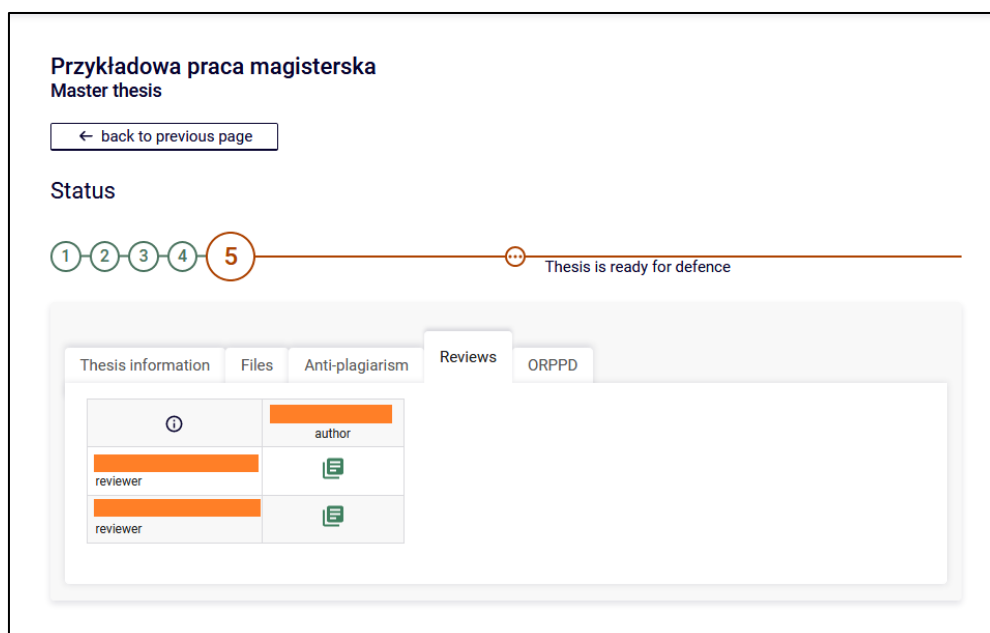 Przykładowa praca magisterska
Master thesis
← back to previous page
Status
1 2 3 4 5
Thesis is ready for defence
Thesis information Files Anti-plagiarism Reviews ORPPD
author
reviewer
reviewer